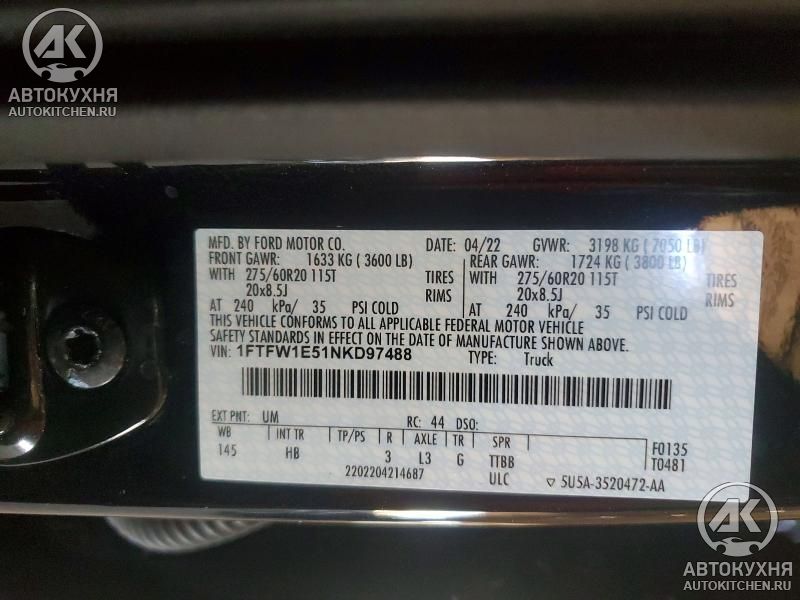 АК
АВТОКУХНЯ
AUTOKITCHEN.RU
MFD. BY FORD MOTOR CO. DATE: 04/22 GVWR: 3198 KG ( 7050 LB)
FRONT GAWR: 1633 KG ( 3600 LB) REAR GAWR: 1724 KG ( 3800 LB)
WITH 275/60R20 115T TIRES WITH 275/60R20 115T TIRES
20x8.5J RIMS 20x8.5J RIMS
AT 240 kPa/ 35 PSI COLD AT 240 kPa/ 35 PSI COLD
THIS VEHICLE CONFORMS TO ALL APPLICABLE FEDERAL MOTOR VEHICLE
SAFETY STANDARDS IN EFFECT ON THE DATE OF MANUFACTURE SHOWN ABOVE.
VIN: 1FTFW1E51NKD97488 TYPE: Truck
EXT PNT: UM RC: 44 DSO:
WB INT TR TP/PS R AXLE TR SPR F0135
145 HB 3 L3 G TTBB T0481
2202204214687 ULC ▽ 5U5A-3520472-AA
АК
АВТОКУХНЯ
AUTOKITCHEN.RU